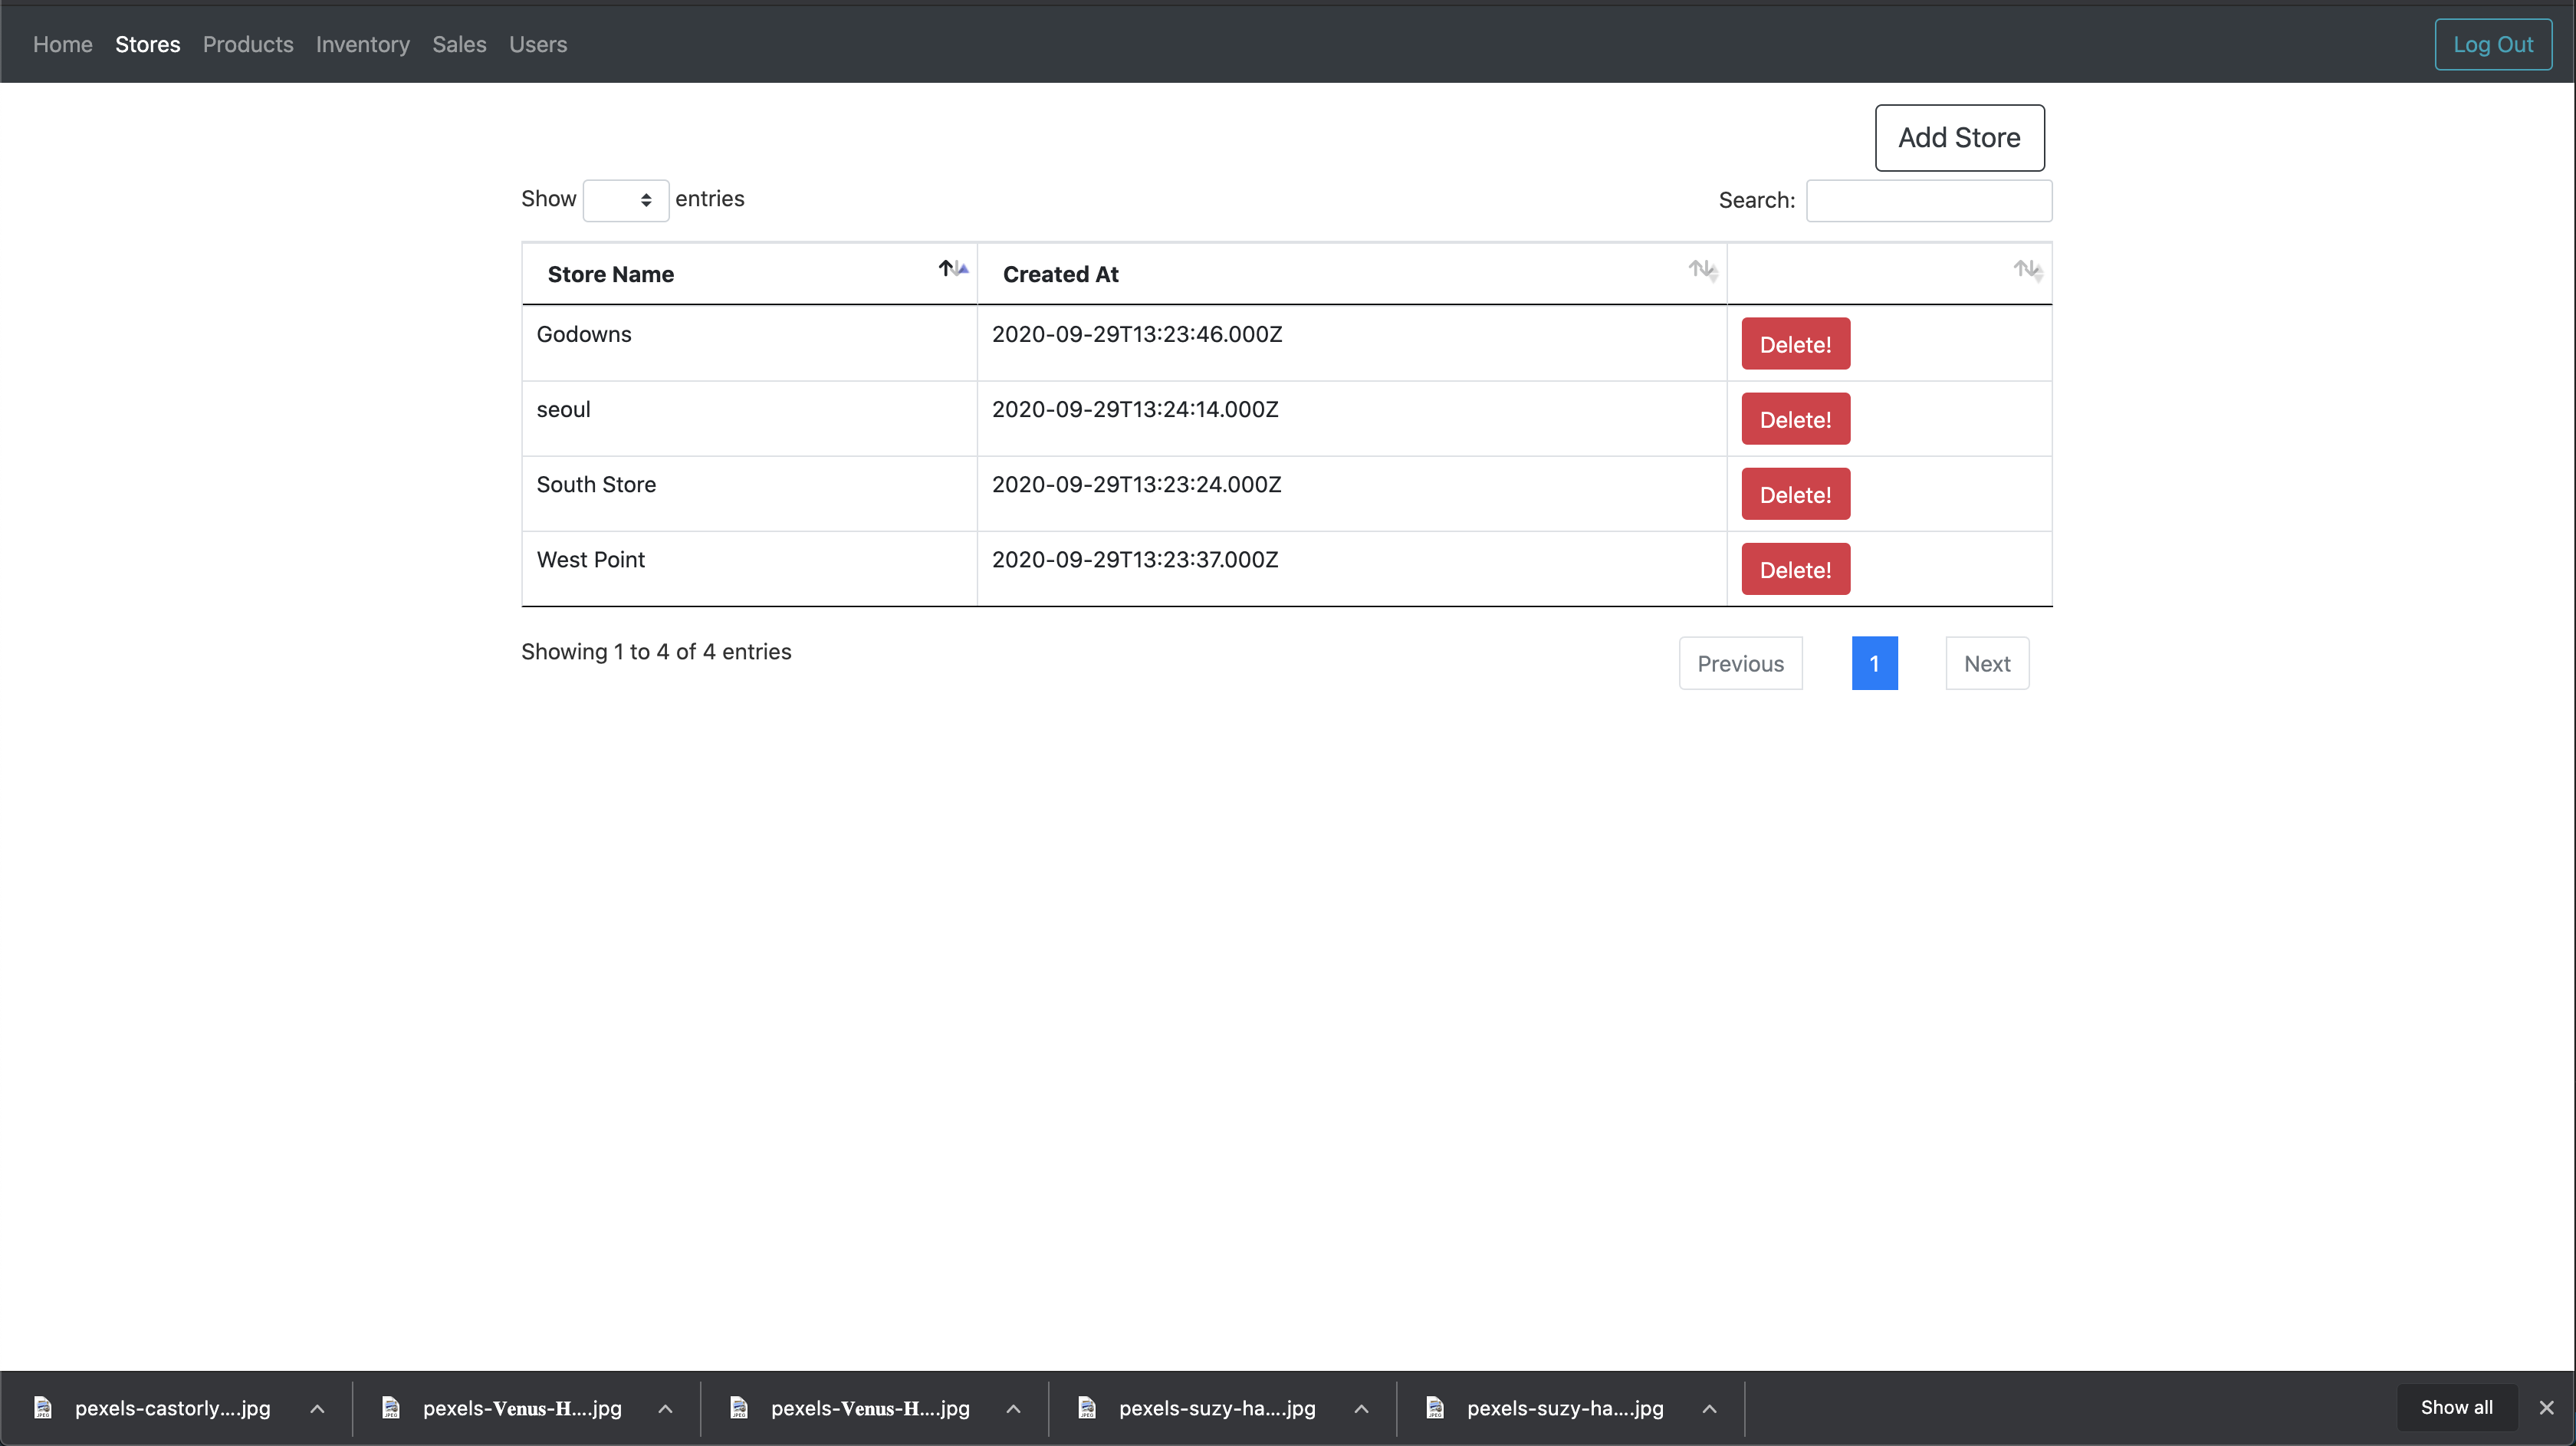 Home Stores Products Inventory Sales Users Log Out
Add Store
Show entries Search:
Store Name Created At
Godowns 2020-09-29T13:23:46.000Z Delete!
seoul 2020-09-29T13:24:14.000Z Delete!
South Store 2020-09-29T13:23:24.000Z Delete!
West Point 2020-09-29T13:23:37.000Z Delete!
Showing 1 to 4 of 4 entries Previous 1 Next
pexels-castorly....jpg pexels-𝐕𝐞𝐧𝐮𝐬-𝐇....jpg pexels-𝐕𝐞𝐧𝐮𝐬-𝐇....jpg pexels-suzy-ha....jpg pexels-suzy-ha....jpg Show all